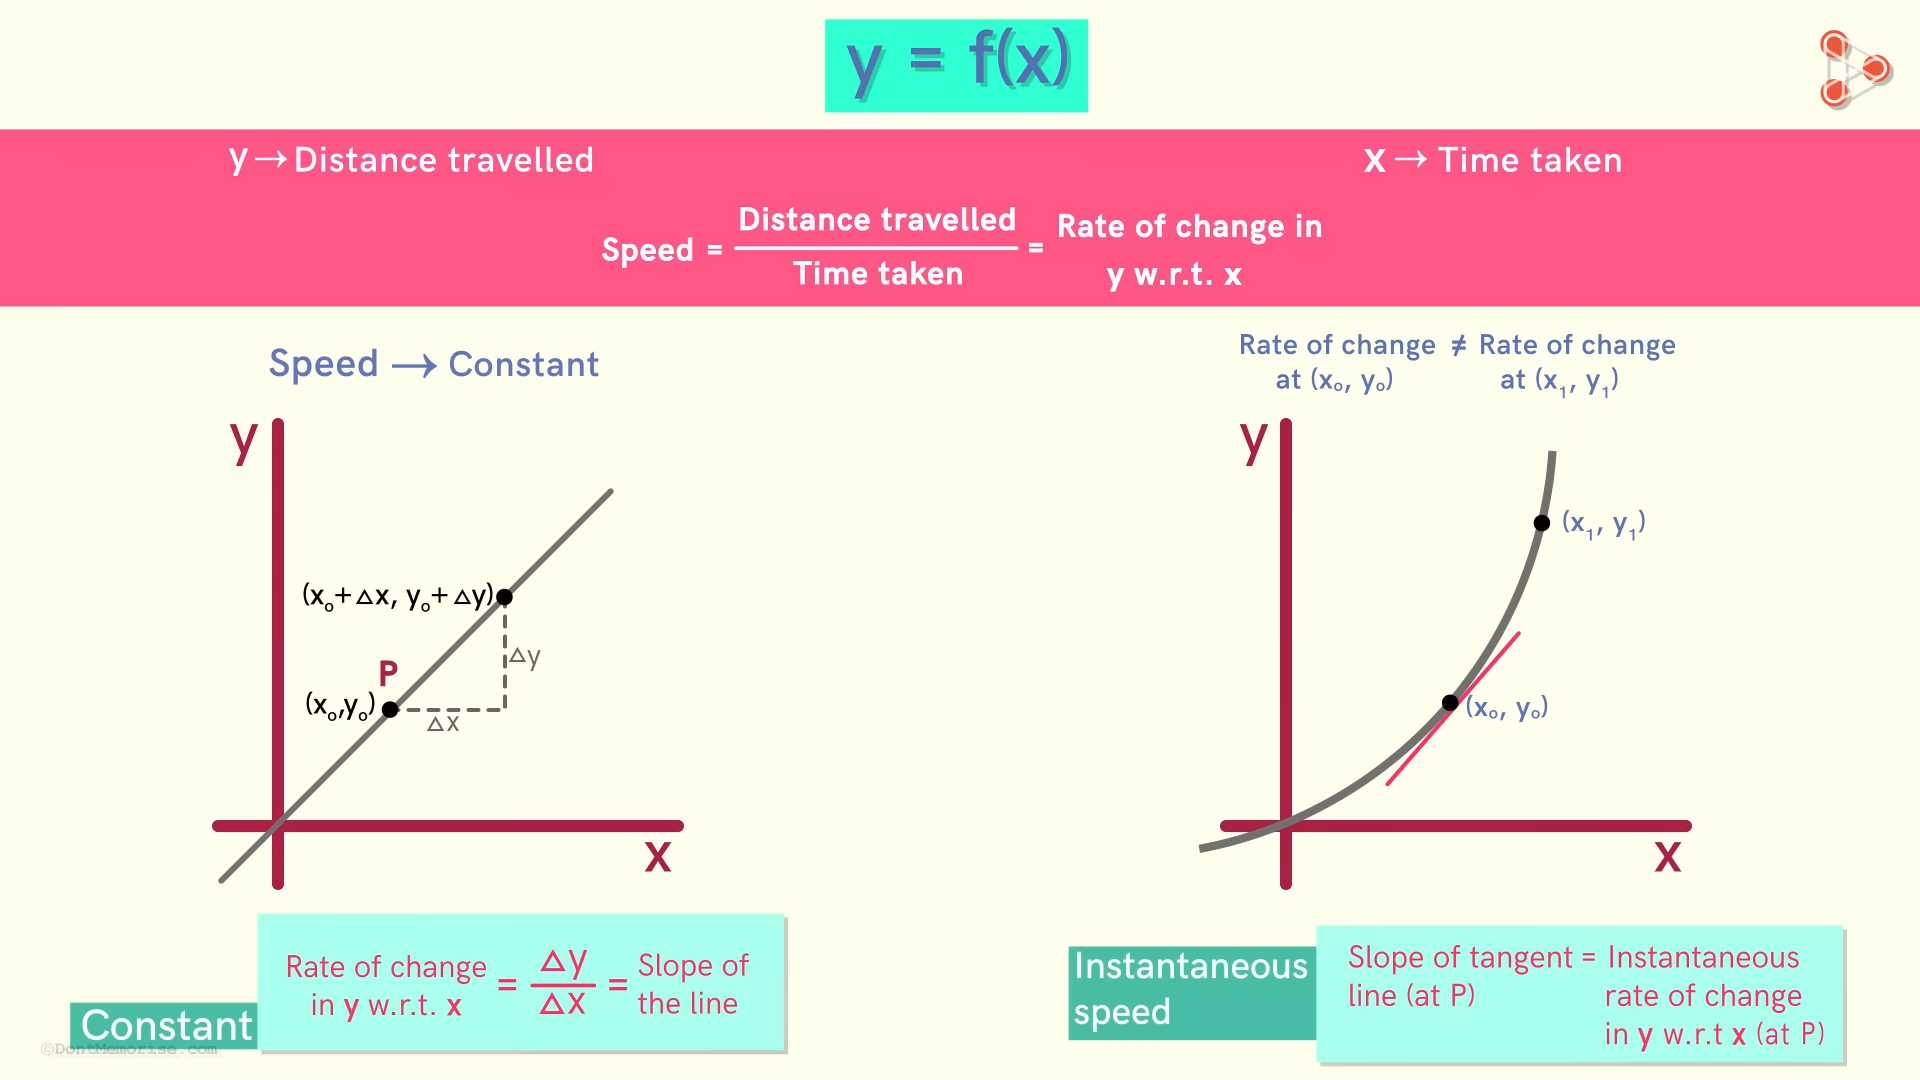 y = f(x)
y → Distance travelled
x → Time taken
Speed = Distance travelled / Time taken = Rate of change in y w.r.t. x
Speed → Constant
Rate of change at (x₀, y₀) ≠ Rate of change at (x₁, y₁)
y
(x₀+△x, y₀+△y)
△y
P
(x₀,y₀)
△x
x
y
(x₁, y₁)
(x₀, y₀)
x
Constant
Rate of change in y w.r.t. x = △y / △x = Slope of the line
Instantaneous
speed
Slope of tangent line (at P) = Instantaneous rate of change in y w.r.t x (at P)
©DontMemorise.com